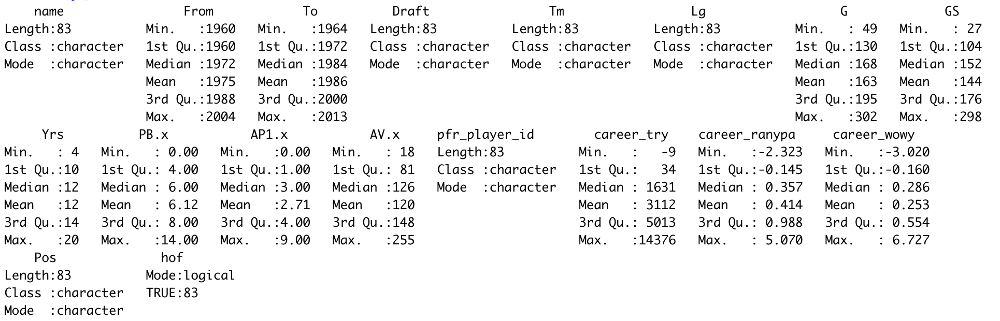 name From To Draft Tm Lg G GS
Length:83 Min. :1960 Min. :1964 Length:83 Length:83 Length:83 Min. : 49 Min. : 27
Class :character 1st Qu.:1960 1st Qu.:1972 Class :character Class :character Class :character 1st Qu.:130 1st Qu.:104
Mode :character Median :1972 Median :1984 Mode :character Mode :character Mode :character Median :168 Median :152
Mean :1975 Mean :1986 Mean :163 Mean :144
3rd Qu.:1988 3rd Qu.:2000 3rd Qu.:195 3rd Qu.:176
Max. :2004 Max. :2013 Max. :302 Max. :298
Yrs PB.x AP1.x AV.x pfr_player_id career_try career_ranypa career_wowy
Min. : 4 Min. : 0.00 Min. :0.00 Min. : 18 Length:83 Min. : -9 Min. :-2.323 Min. :-3.020
1st Qu.:10 1st Qu.: 4.00 1st Qu.:1.00 1st Qu.: 81 Class :character 1st Qu.: 34 1st Qu.:-0.145 1st Qu.:-0.160
Median :12 Median : 6.00 Median :3.00 Median :126 Mode :character Median : 1631 Median : 0.357 Median : 0.286
Mean :12 Mean : 6.12 Mean :2.71 Mean :120 Mean : 3112 Mean : 0.414 Mean : 0.253
3rd Qu.:14 3rd Qu.: 8.00 3rd Qu.:4.00 3rd Qu.:148 3rd Qu.: 5013 3rd Qu.: 0.988 3rd Qu.: 0.554
Max. :20 Max. :14.00 Max. :9.00 Max. :255 Max. :14376 Max. : 5.070 Max. : 6.727
Pos hof
Length:83 Mode:logical
Class :character TRUE:83
Mode :character